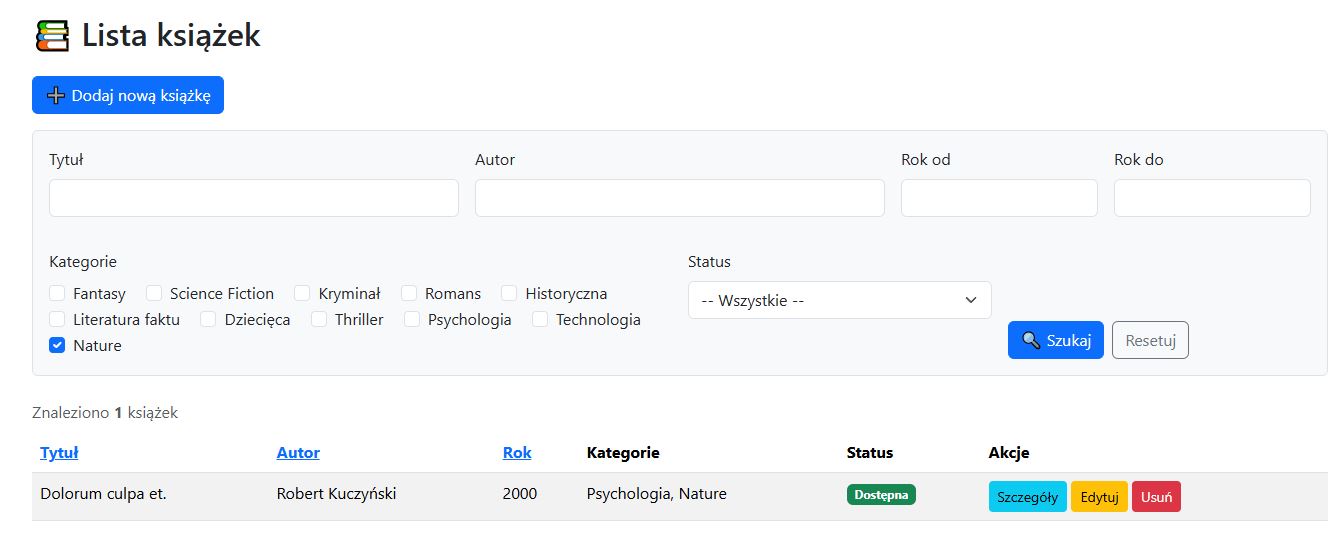 Lista książek
Dodaj nową książkę
Tytuł Autor Rok od Rok do
Kategorie Status
Fantasy Science Fiction Kryminał Romans Historyczna
-- Wszystkie --
Literatura faktu Dziecięca Thriller Psychologia Technologia
Nature
Szukaj Resetuj
Znaleziono 1 książek
Tytuł Autor Rok Kategorie Status Akcje
Dolorum culpa et. Robert Kuczyński 2000 Psychologia, Nature Dostępna Szczegóły Edytuj Usuń